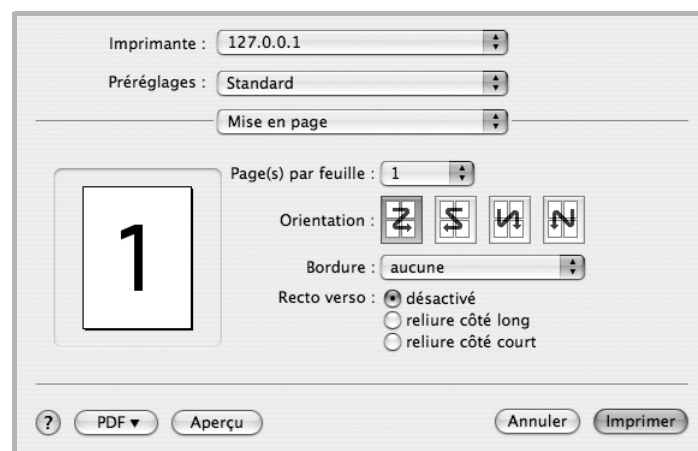 Imprimante : 127.0.0.1
Préréglages : Standard
Mise en page
Page(s) par feuille : 1
1
Orientation :
Bordure : aucune
Recto verso : désactivé
reliure côté long
reliure côté court
? PDF▼ Aperçu Annuler Imprimer